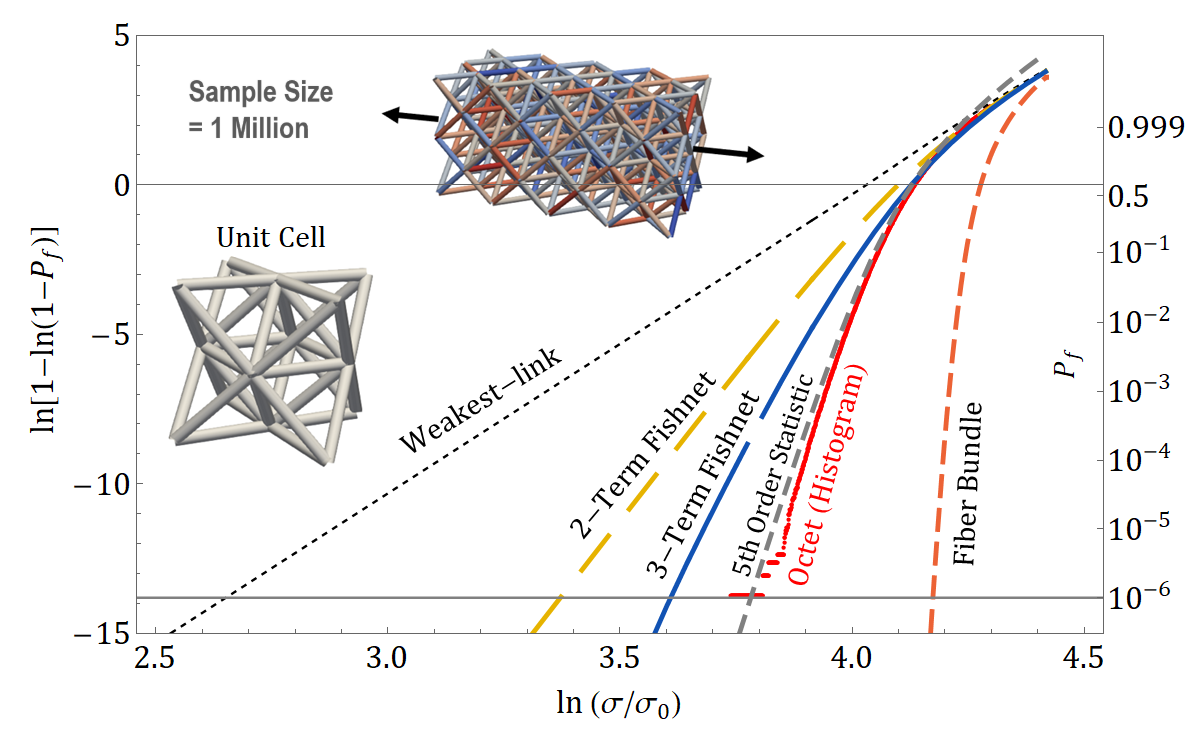 5
0
−5
−10
−15
ln[1−ln(1−P_f)]
Sample Size
= 1 Million
Unit Cell
Weakest−link
2−Term Fishnet
3−Term Fishnet
5th Order Statistic
Octet (Histogram)
Fiber Bundle
0.999
0.5
10⁻¹
10⁻²
10⁻³
10⁻⁴
10⁻⁵
10⁻⁶
P_f
2.5
3.0
3.5
4.0
4.5
ln (σ/σ₀)